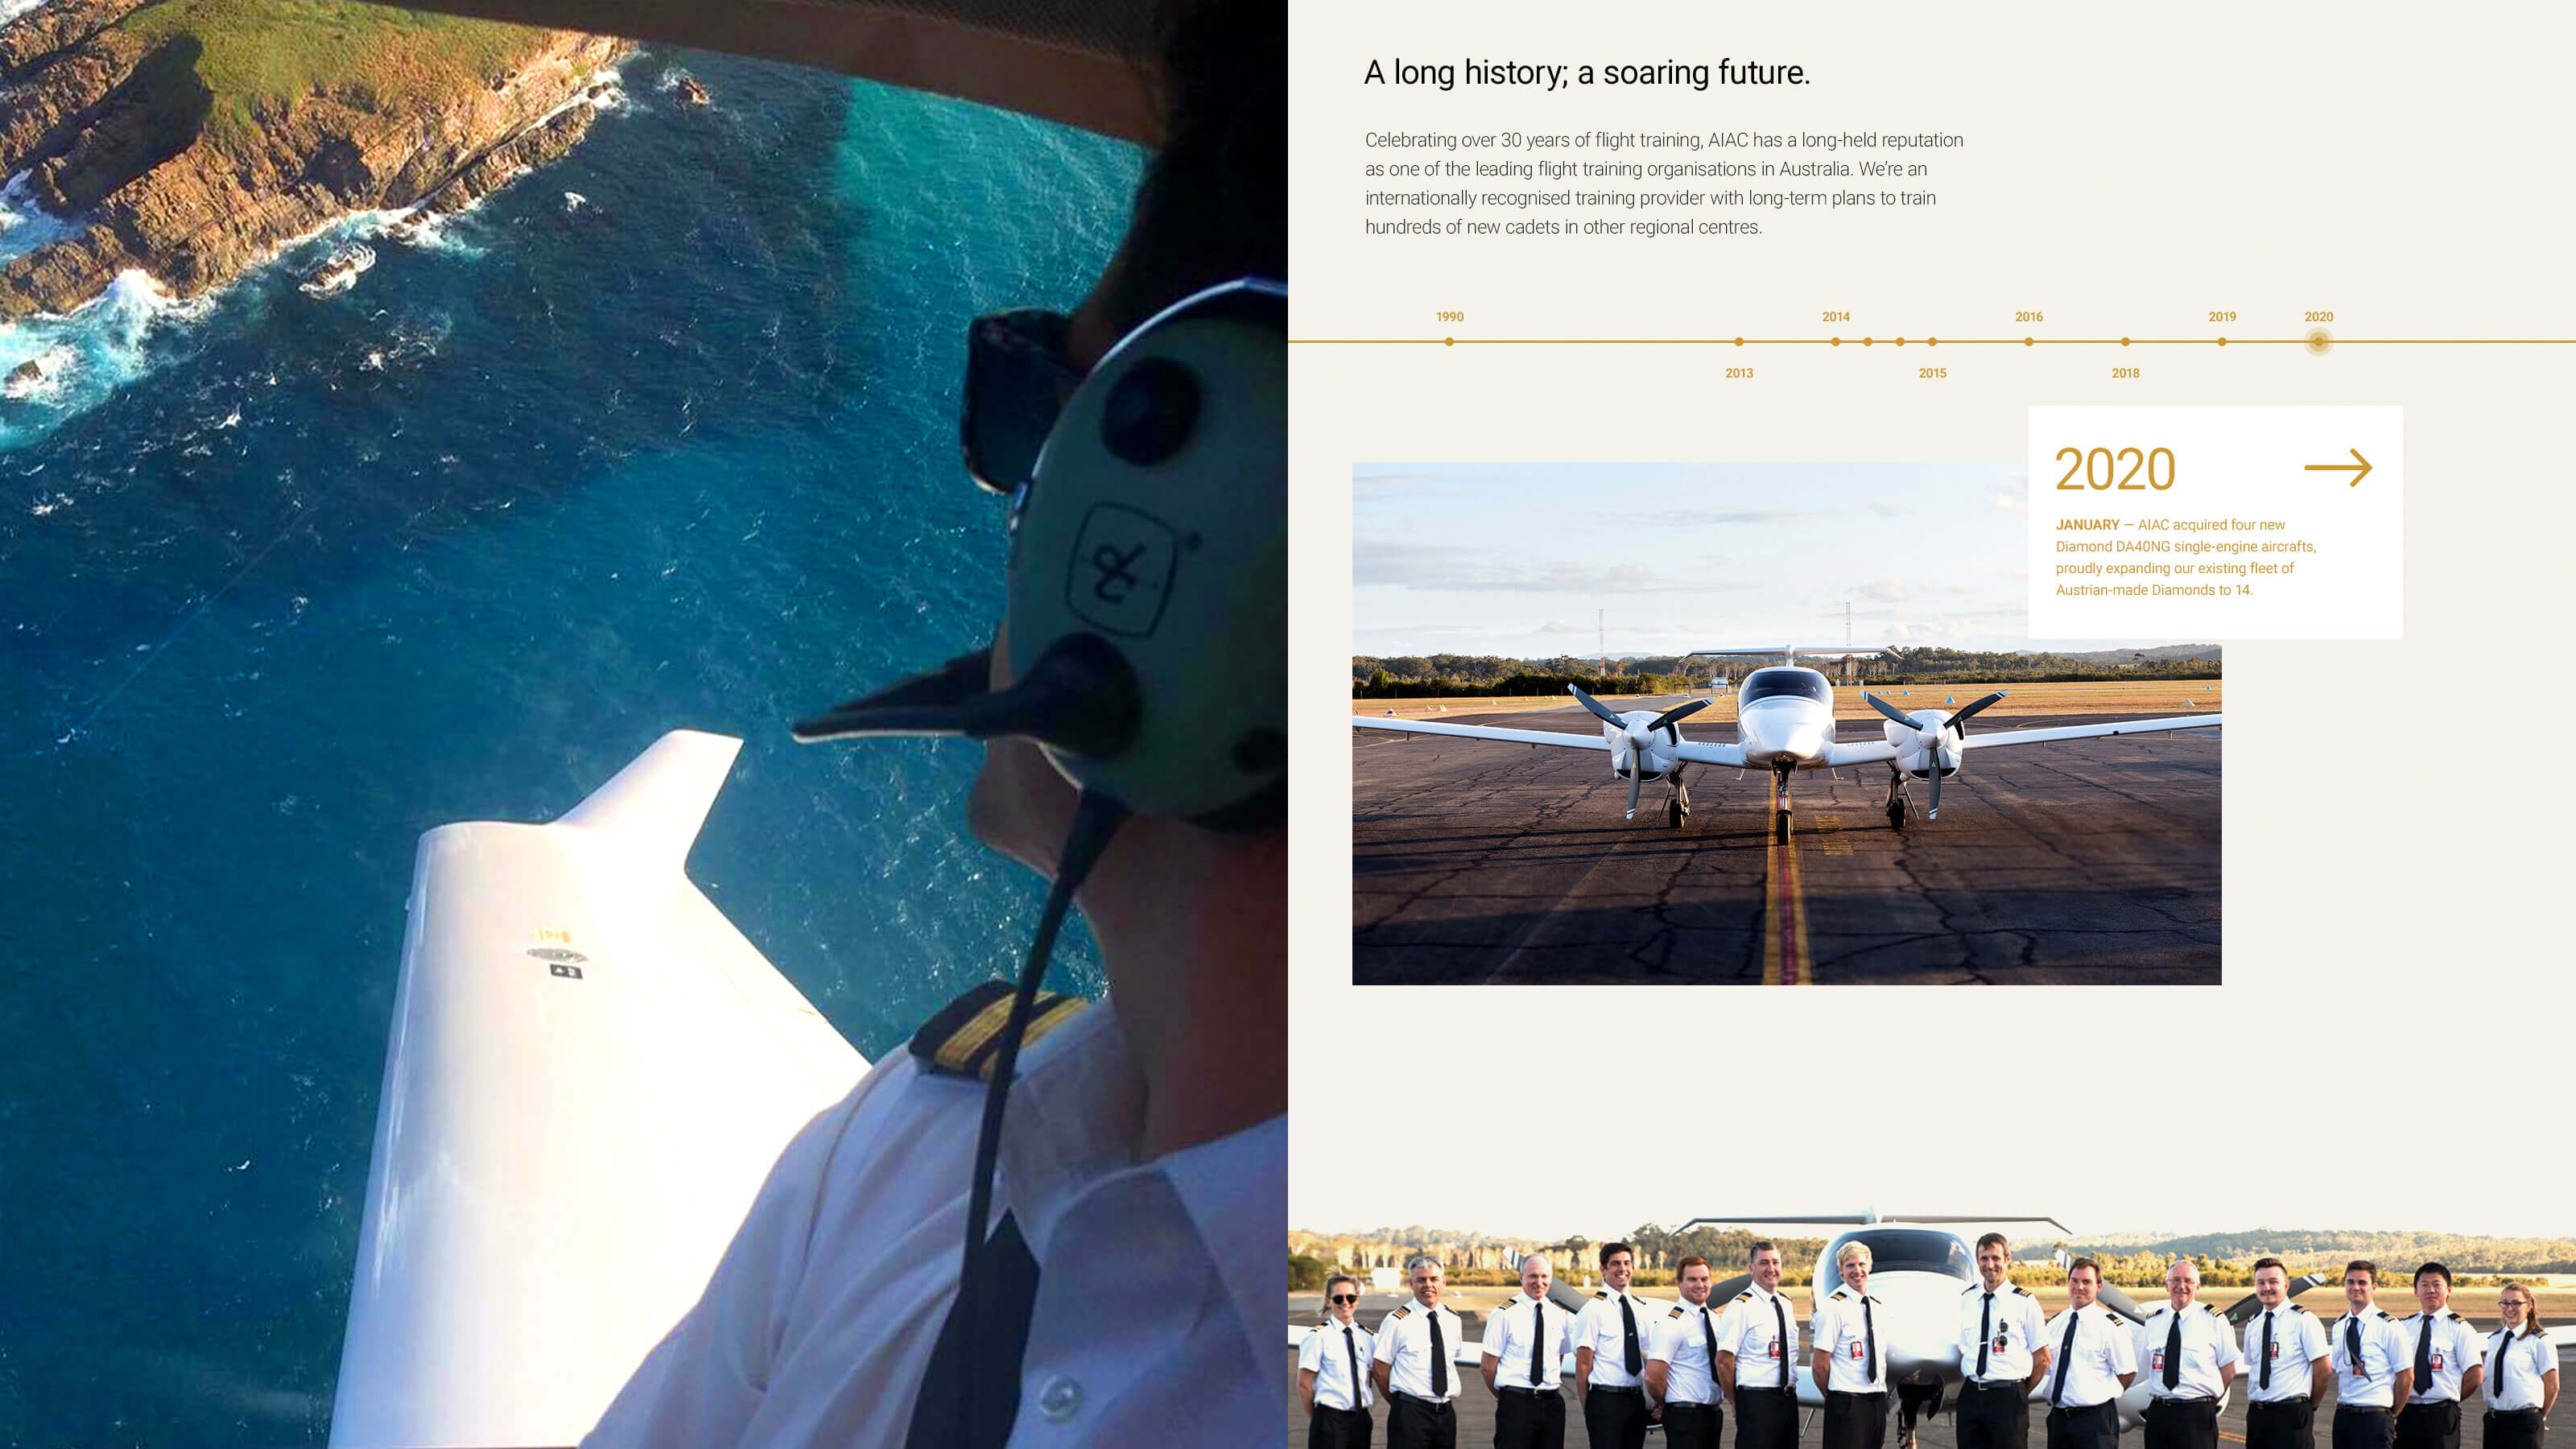 A long history; a soaring future.
Celebrating over 30 years of flight training, AIAC has a long-held reputation
as one of the leading flight training organisations in Australia. We're an
internationally recognised training provider with long-term plans to train
hundreds of new cadets in other regional centres.
1990
2014
2016
2019
2020
2013
2015
2018
2020
JANUARY — AIAC acquired four new
Diamond DA40NG single-engine aircrafts,
proudly expanding our existing fleet of
Austrian-made Diamonds to 14.